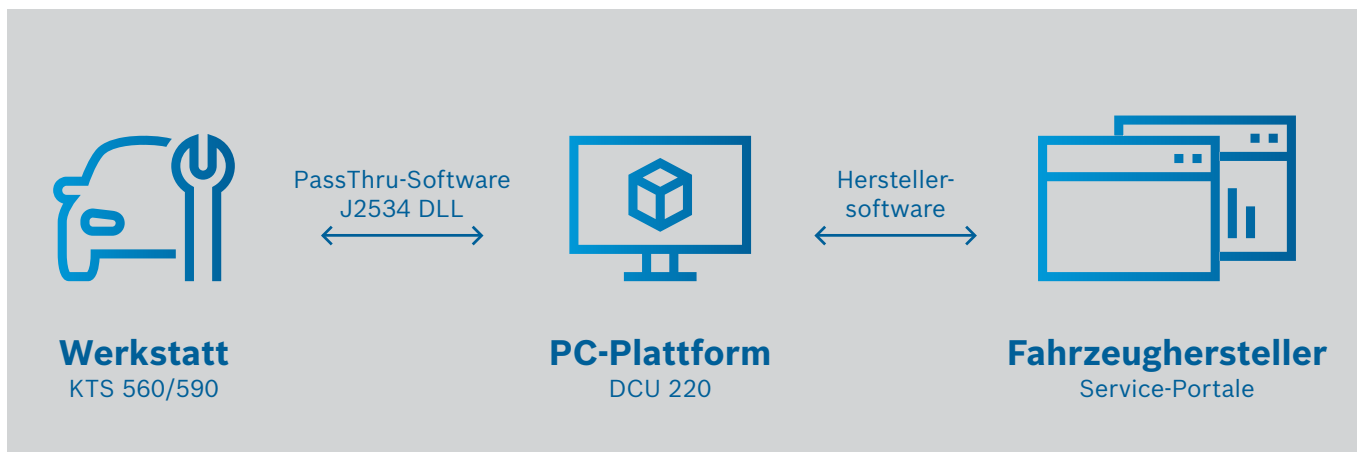 PassThru-Software
J2534 DLL
Hersteller-
software
Werkstatt
KTS 560/590
PC-Plattform
DCU 220
Fahrzeughersteller
Service-Portale